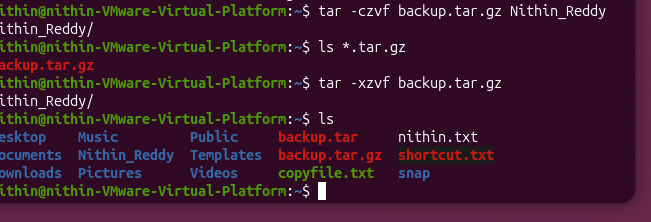 ithin@nithin-VMware-Virtual-Platform:~$ tar -czvf backup.tar.gz Nithin_Reddy
ithin_Reddy/
ithin@nithin-VMware-Virtual-Platform:~$ ls *.tar.gz
ackup.tar.gz
ithin@nithin-VMware-Virtual-Platform:~$ tar -xzvf backup.tar.gz
ithin_Reddy/
ithin@nithin-VMware-Virtual-Platform:~$ ls
esktop Music Public backup.tar nithin.txt
ocuments Nithin_Reddy Templates backup.tar.gz shortcut.txt
ownloads Pictures Videos copyfile.txt snap
ithin@nithin-VMware-Virtual-Platform:~$